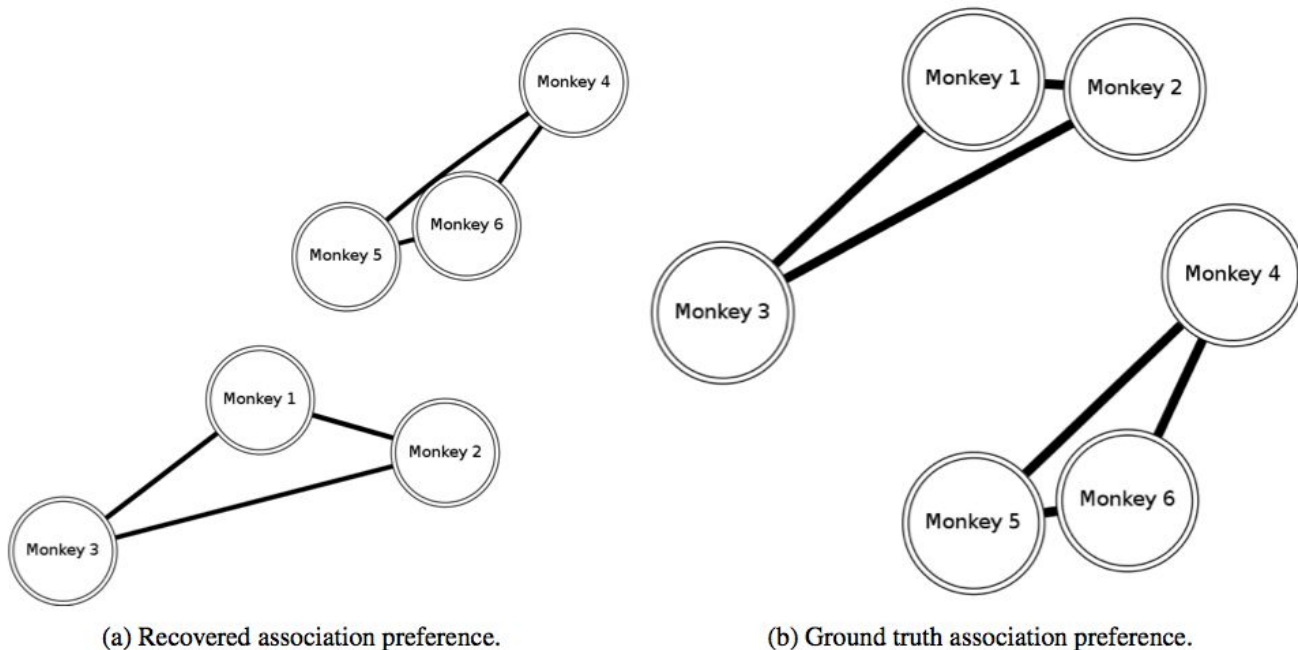 Monkey 4
Monkey 6
Monkey 5
Monkey 1
Monkey 2
Monkey 3
(a) Recovered association preference.
Monkey 1
Monkey 2
Monkey 4
Monkey 3
Monkey 6
Monkey 5
(b) Ground truth association preference.